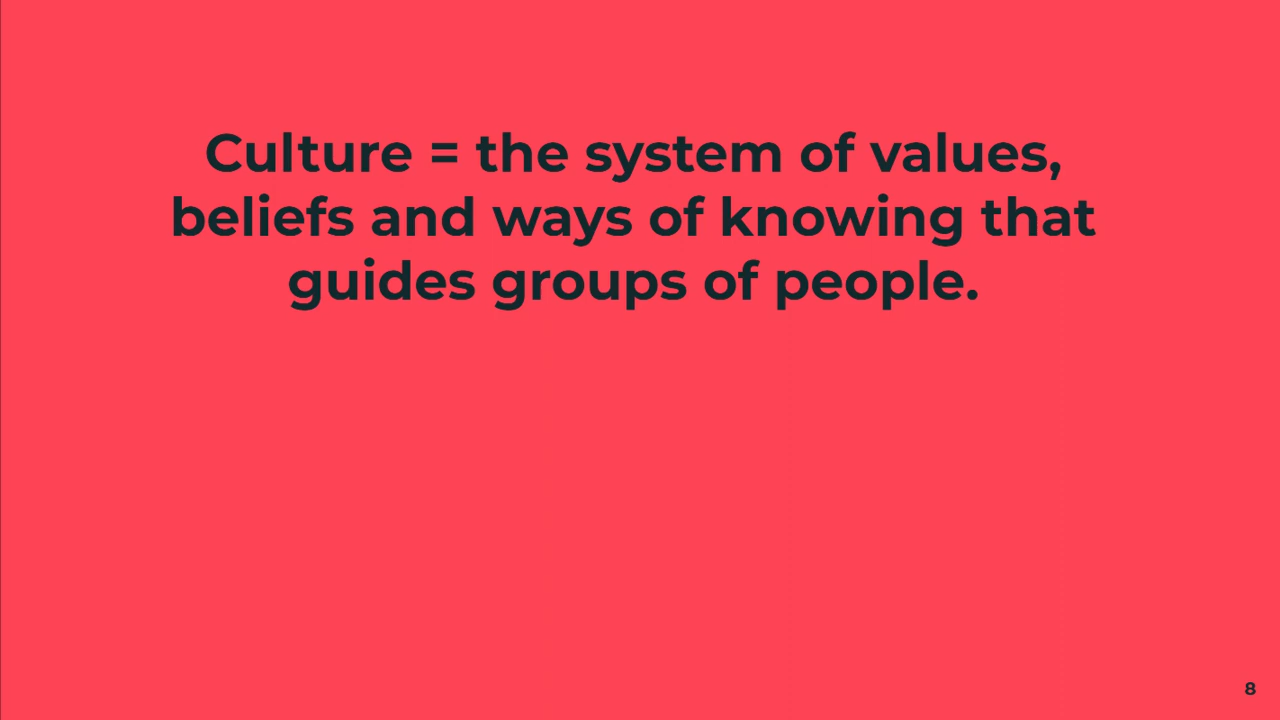 Culture = the system of values,
beliefs and ways of knowing that
guides groups of people.
8